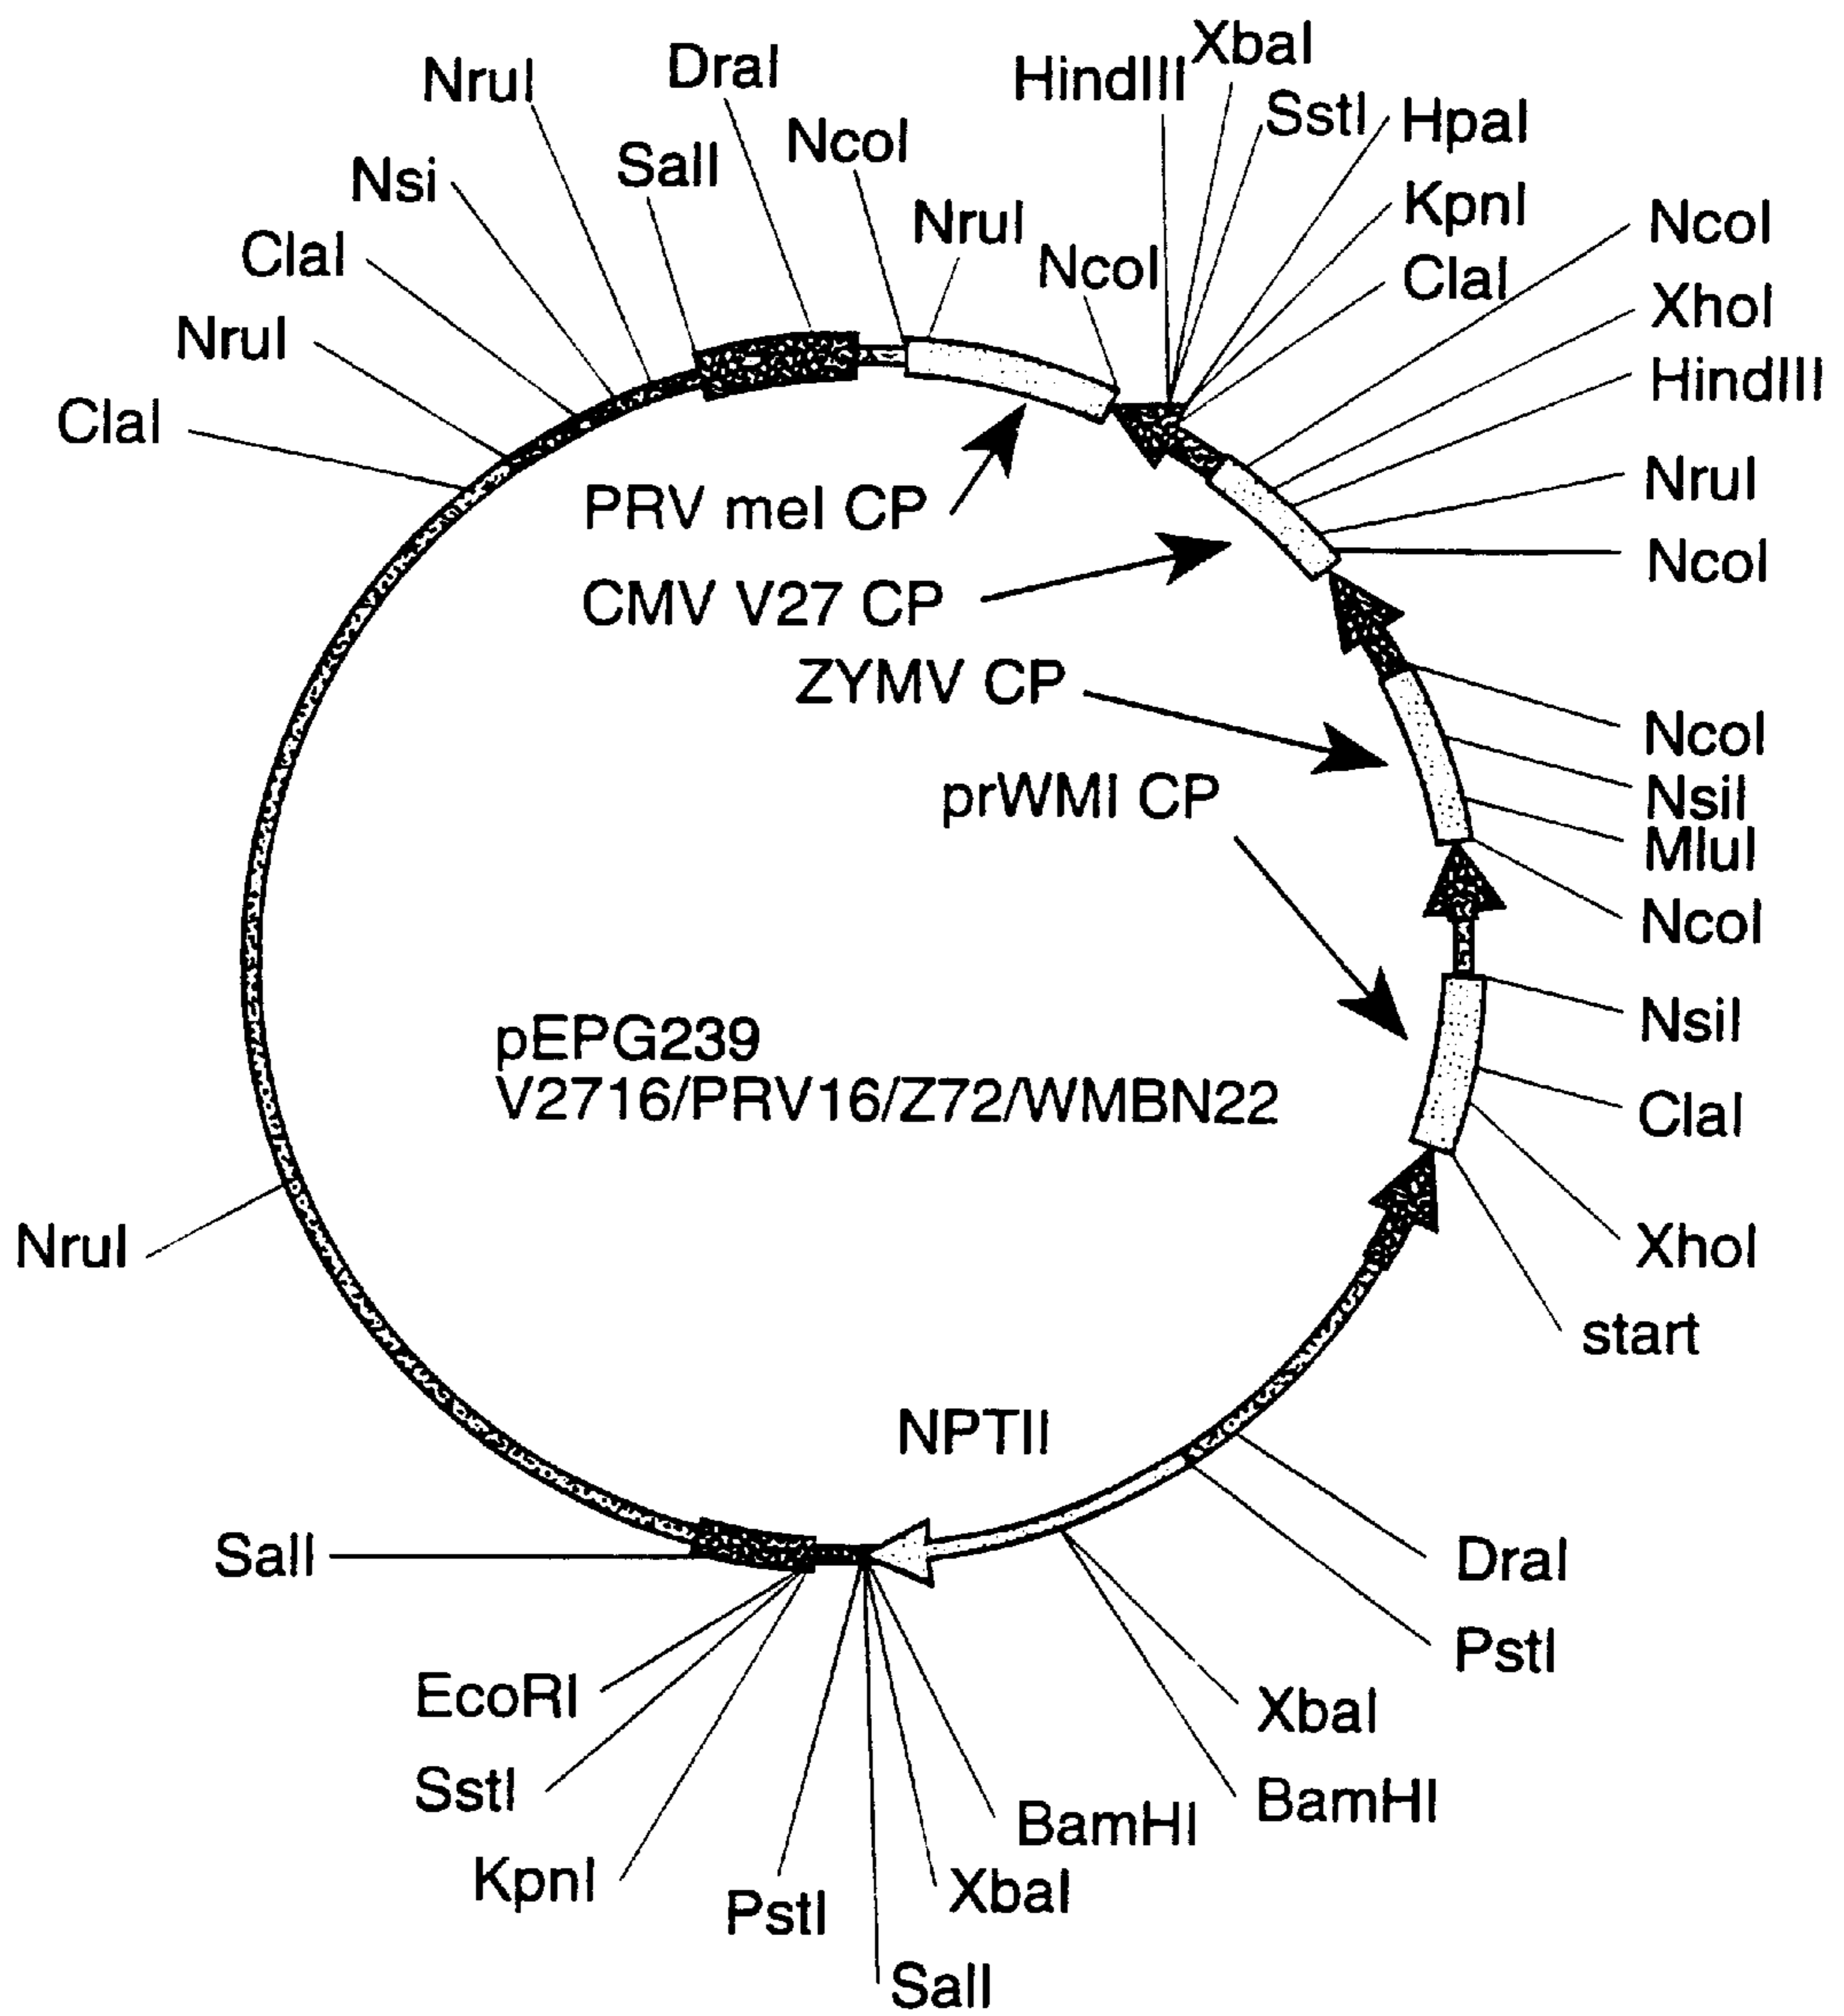 XbaI
HindIII
SstI
HpaI
DraI
NruI
NcoI
SalI
Nsi
KpnI
NcoI
NruI
ClaI
NcoI
ClaI
XhoI
NruI
HindIII
ClaI
NruI
PRV mel CP
NcoI
CMV V27 CP
ZYMV CP
NcoI
prWMI CP
NsiI
MluI
NcoI
NsiI
pEPG239
V2716/PRV16/Z72/WMBN22
ClaI
NruI
XhoI
start
NPTII
SalI
DraI
PstI
EcoRI
XbaI
SstI
BamHI
BamHI
KpnI
XbaI
PstI
SalI